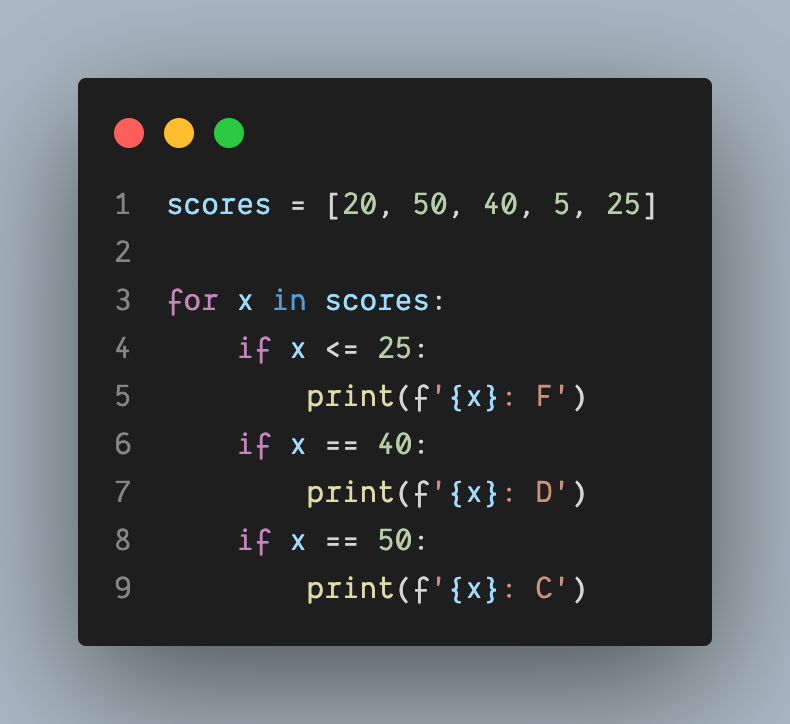 1 scores = [20, 50, 40, 5, 25]
2
3 for x in scores:
4     if x <= 25:
5         print(f'{x}: F')
6     if x == 40:
7         print(f'{x}: D')
8     if x == 50:
9         print(f'{x}: C')